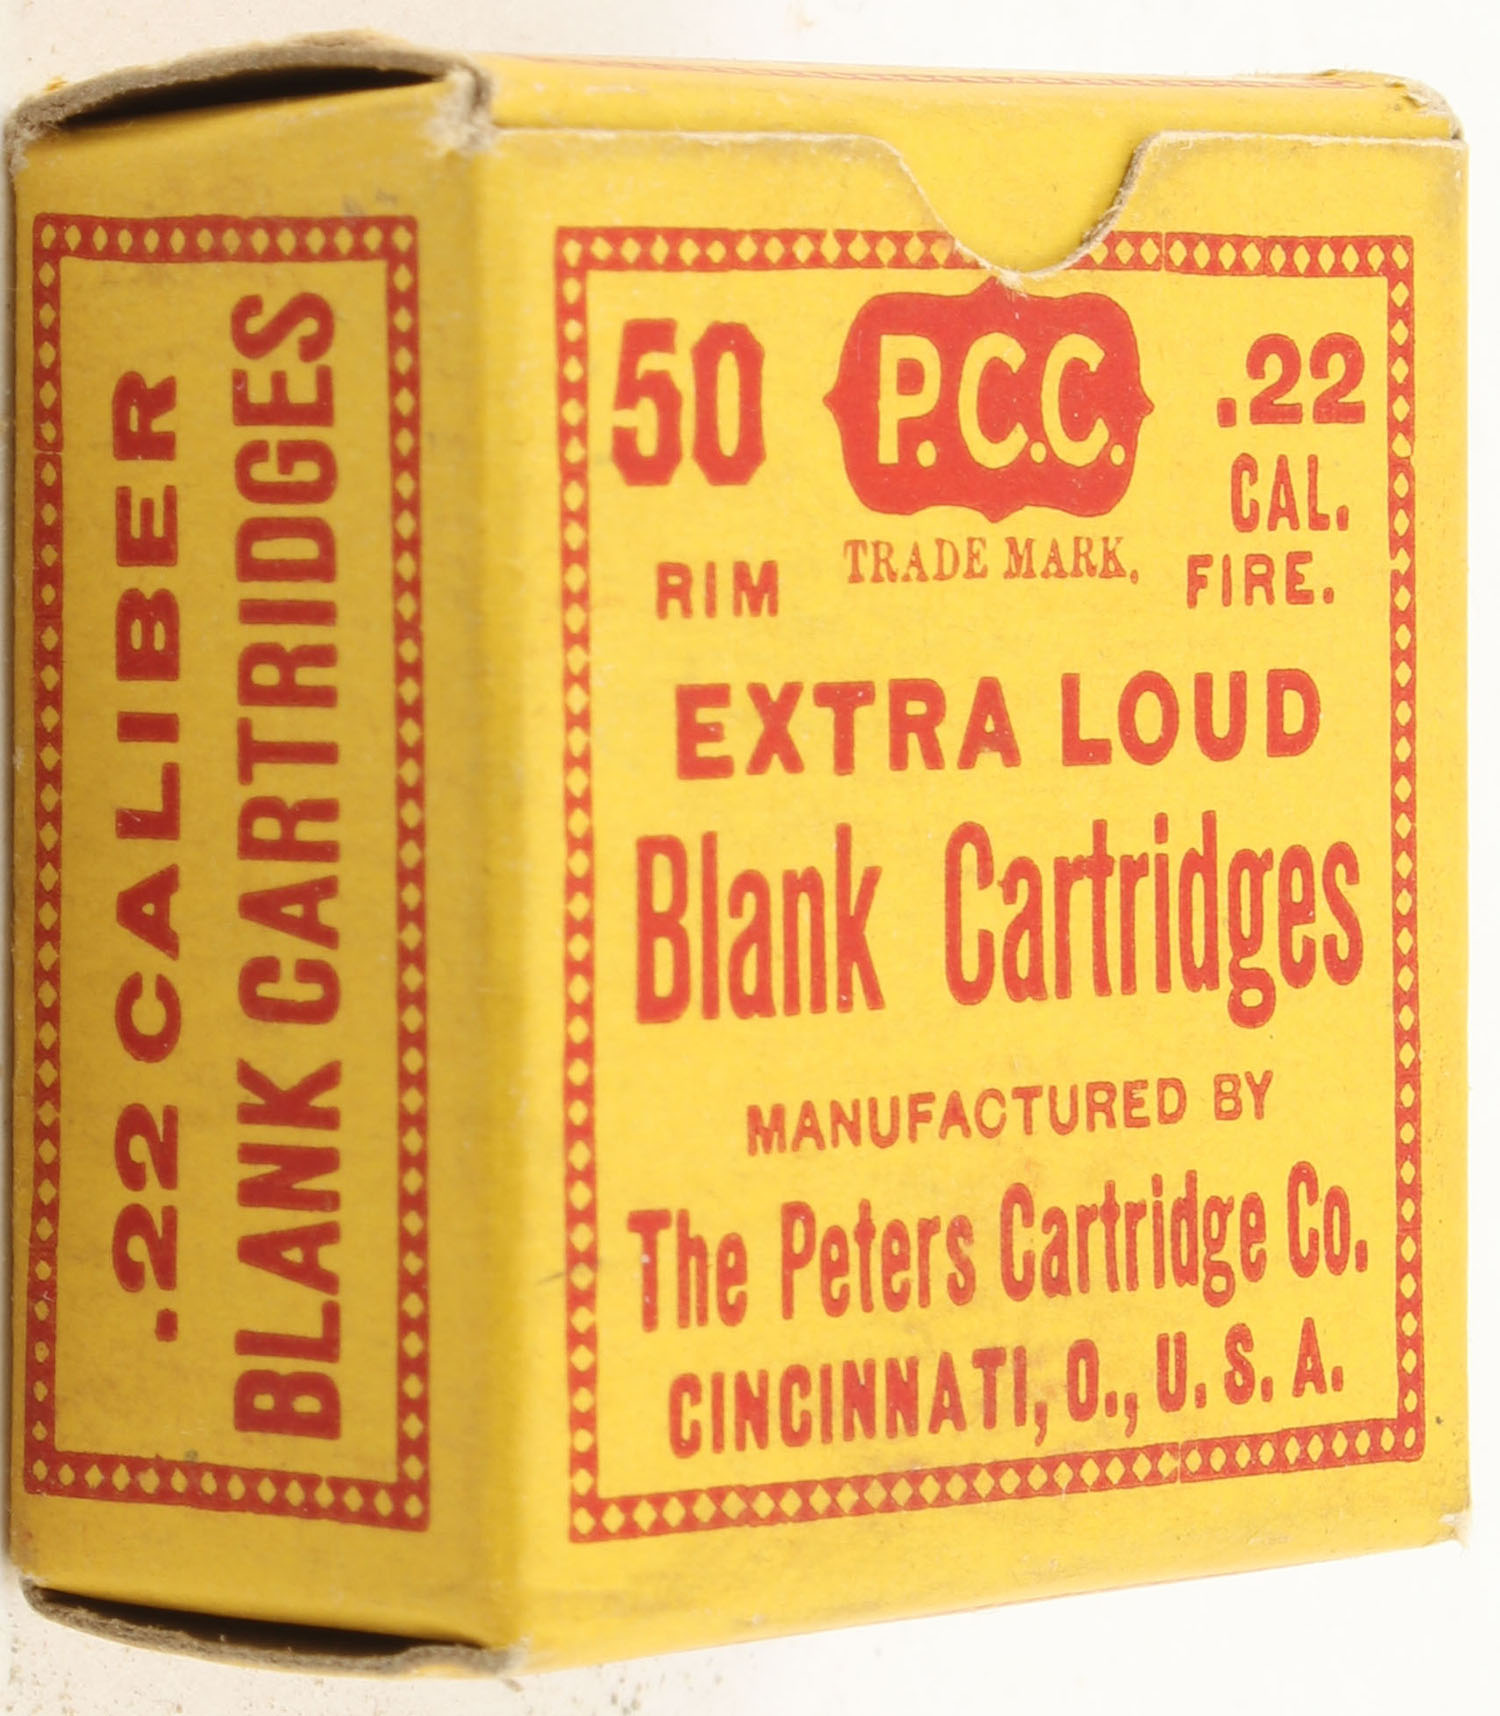 .22 CALIBER
BLANK CARTRIDGES
50 P.C.C. .22
CAL.
TRADE MARK.
RIM FIRE.
EXTRA LOUD
Blank Cartridges
MANUFACTURED BY
The Peters Cartridge Co.
CINCINNATI, O., U. S. A.